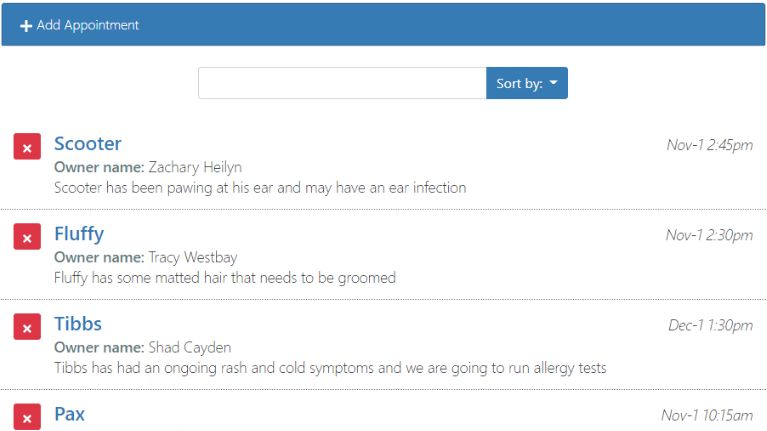 + Add Appointment
Sort by:
Scooter Nov-1 2:45pm
Owner name: Zachary Heilyn
Scooter has been pawing at his ear and may have an ear infection
Fluffy Nov-1 2:30pm
Owner name: Tracy Westbay
Fluffy has some matted hair that needs to be groomed
Tibbs Dec-1 1:30pm
Owner name: Shad Cayden
Tibbs has had an ongoing rash and cold symptoms and we are going to run allergy tests
Pax Nov-1 10:15am